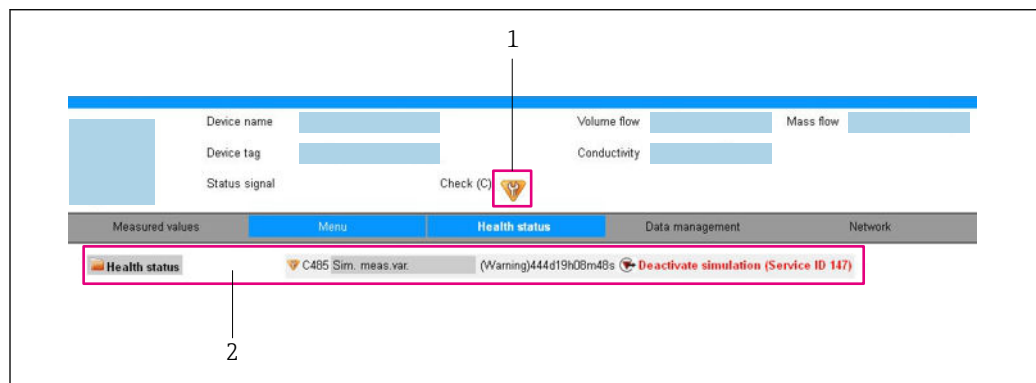 1
Device name Volume flow Mass flow
Device tag Conductivity
Status signal Check (C)
Measured values Menu Health status Data management Network
Health status C485 Sim. meas.var. (Warning)444d19h08m48s Deactivate simulation (Service ID 147)
2